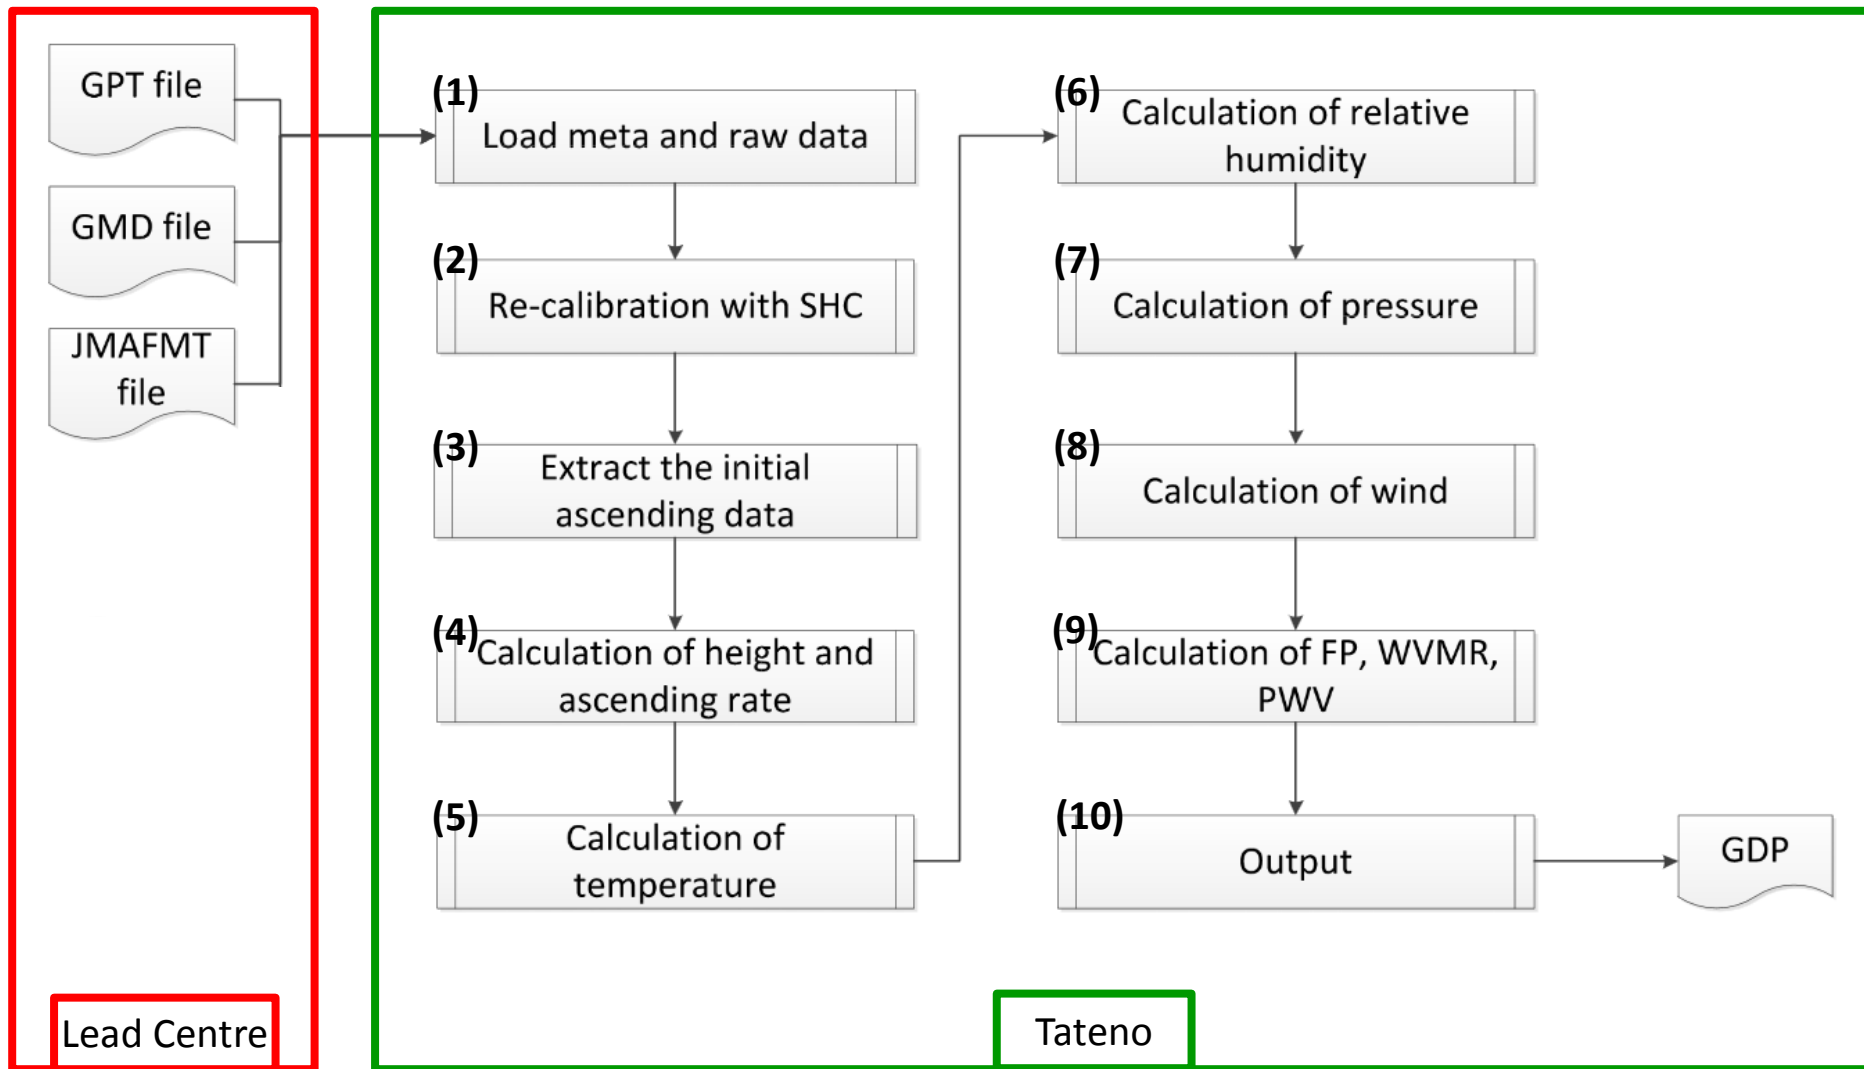 GPT file
GMD file
JMAFMT
file
Lead Centre
(1)
Load meta and raw data
(2)
Re-calibration with SHC
(3)
Extract the initial
ascending data
(4)
Calculation of height and
ascending rate
(5)
Calculation of
temperature
(6)
Calculation of relative
humidity
(7)
Calculation of pressure
(8)
Calculation of wind
(9)
Calculation of FP, WVMR,
PWV
(10)
Output
GDP
Tateno